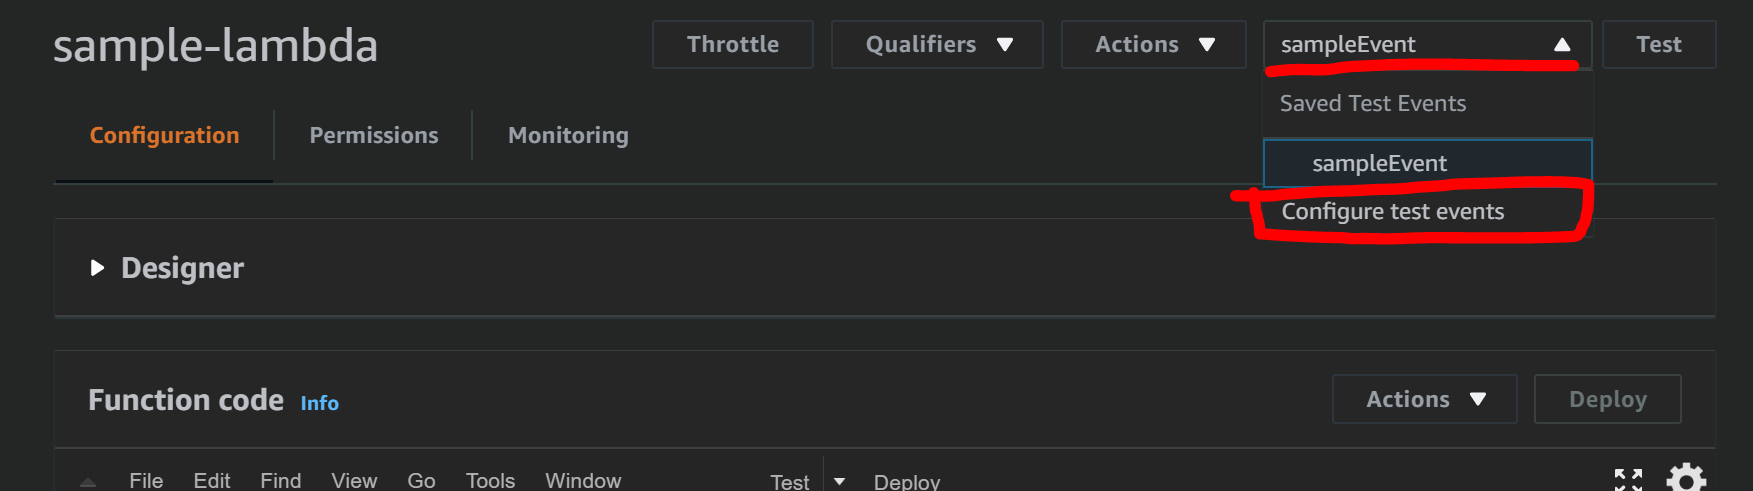 sample-lambda Throttle Qualifiers Actions sampleEvent Test
Saved Test Events
Configuration Permissions Monitoring
sampleEvent
Configure test events
Designer
Function code Info Actions Deploy
File Edit Find View Go Tools Window Test Deploy